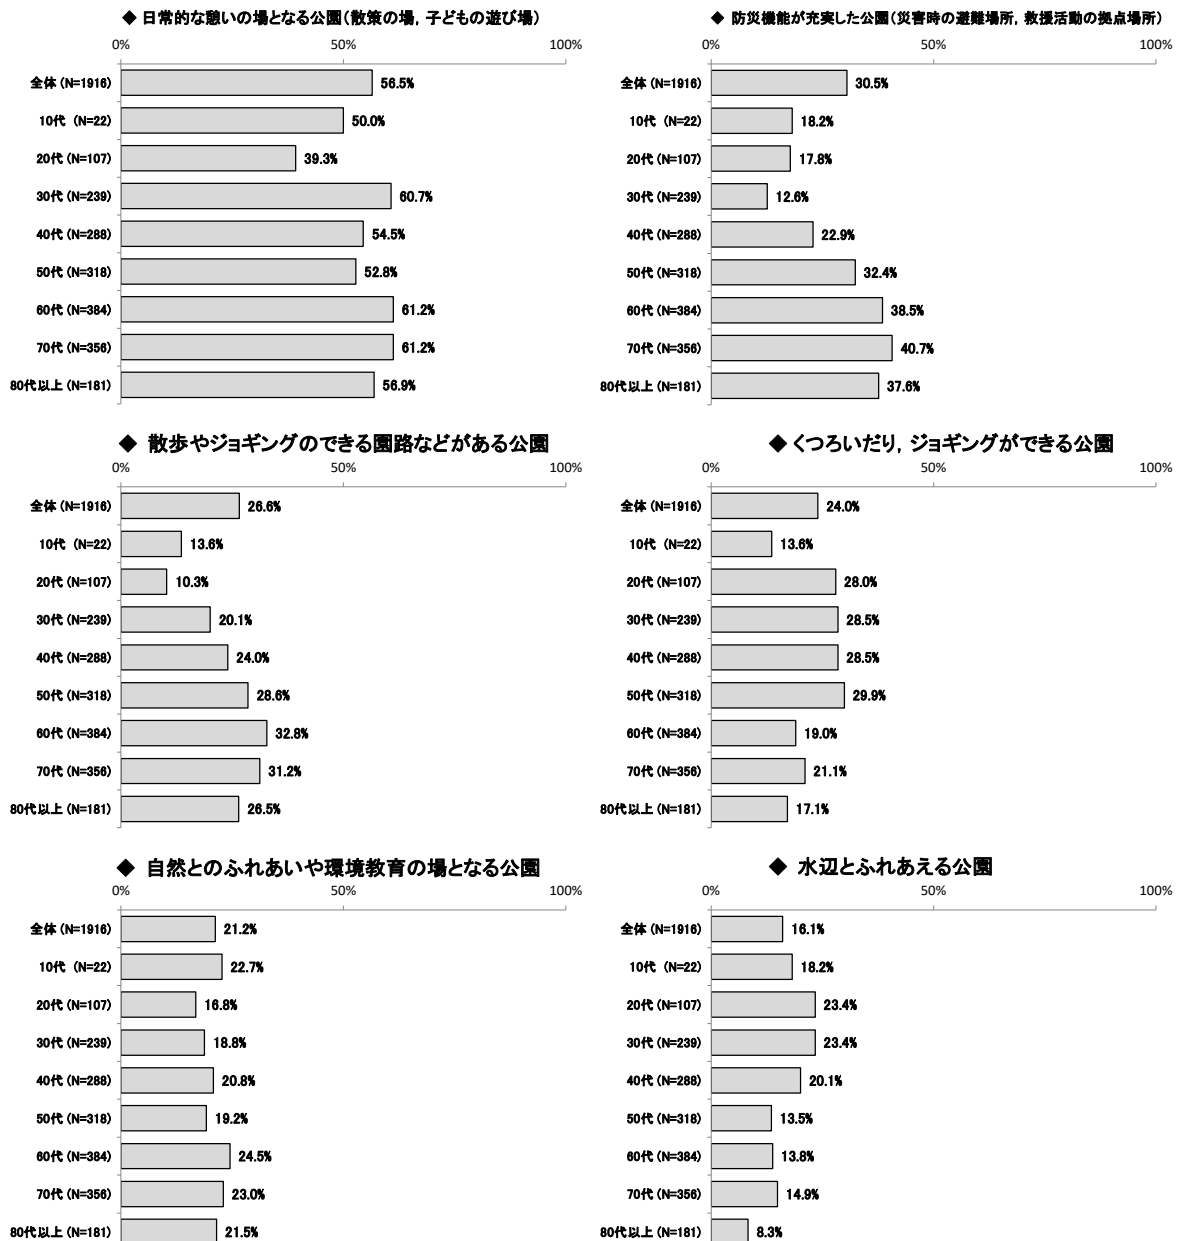 ◆ 日常的な憩いの場となる公園(散策の場, 子どもの遊び場)
0% 50% 100%
全体 (N=1916) 56.5%
10代 (N=22) 50.0%
20代 (N=107) 39.3%
30代 (N=239) 60.7%
40代 (N=288) 54.5%
50代 (N=318) 52.8%
60代 (N=384) 61.2%
70代 (N=356) 61.2%
80代以上 (N=181) 56.9%
◆ 防災機能が充実した公園(災害時の避難場所, 救援活動の拠点場所)
0% 50% 100%
全体 (N=1916) 30.5%
10代 (N=22) 18.2%
20代 (N=107) 17.8%
30代 (N=239) 12.6%
40代 (N=288) 22.9%
50代 (N=318) 32.4%
60代 (N=384) 38.5%
70代 (N=356) 40.7%
80代以上 (N=181) 37.6%
◆ 散歩やジョギングのできる園路などがある公園
0% 50% 100%
全体 (N=1916) 26.6%
10代 (N=22) 13.6%
20代 (N=107) 10.3%
30代 (N=239) 20.1%
40代 (N=288) 24.0%
50代 (N=318) 28.6%
60代 (N=384) 32.8%
70代 (N=356) 31.2%
80代以上 (N=181) 26.5%
◆ くつろいだり, ジョギングができる公園
0% 50% 100%
全体 (N=1916) 24.0%
10代 (N=22) 13.6%
20代 (N=107) 28.0%
30代 (N=239) 28.5%
40代 (N=288) 28.5%
50代 (N=318) 29.9%
60代 (N=384) 19.0%
70代 (N=356) 21.1%
80代以上 (N=181) 17.1%
◆ 自然とのふれあいや環境教育の場となる公園
0% 50% 100%
全体 (N=1916) 21.2%
10代 (N=22) 22.7%
20代 (N=107) 16.8%
30代 (N=239) 18.8%
40代 (N=288) 20.8%
50代 (N=318) 19.2%
60代 (N=384) 24.5%
70代 (N=356) 23.0%
80代以上 (N=181) 21.5%
◆ 水辺とふれあえる公園
0% 50% 100%
全体 (N=1916) 16.1%
10代 (N=22) 18.2%
20代 (N=107) 23.4%
30代 (N=239) 23.4%
40代 (N=288) 20.1%
50代 (N=318) 13.5%
60代 (N=384) 13.8%
70代 (N=356) 14.9%
80代以上 (N=181) 8.3%